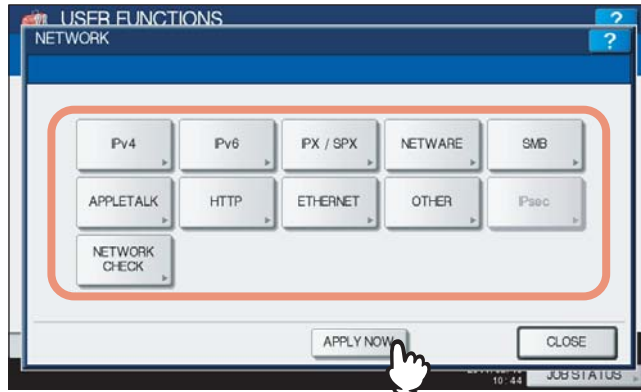 USER FUNCTIONS ?
NETWORK ?
IPv4 IPv6 IPX / SPX NETWARE SMB
APPLETALK HTTP ETHERNET OTHER IPsec
NETWORK
CHECK
APPLY NOW CLOSE
10:44 JOB STATUS